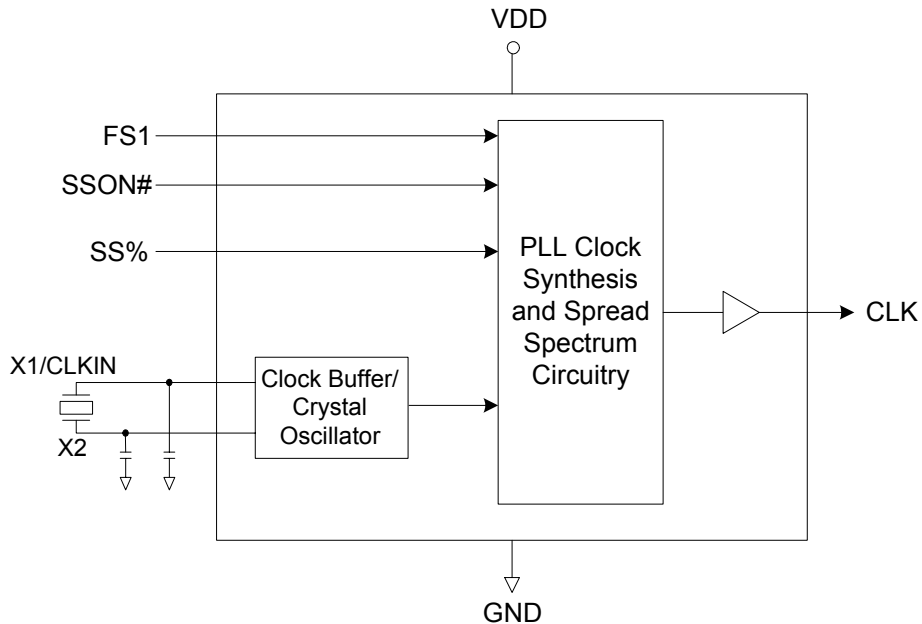 VDD
FS1
SSON#
SS%
PLL Clock
Synthesis
and Spread
Spectrum
Circuitry
CLK
X1/CLKIN
Clock Buffer/
Crystal
Oscillator
X2
GND